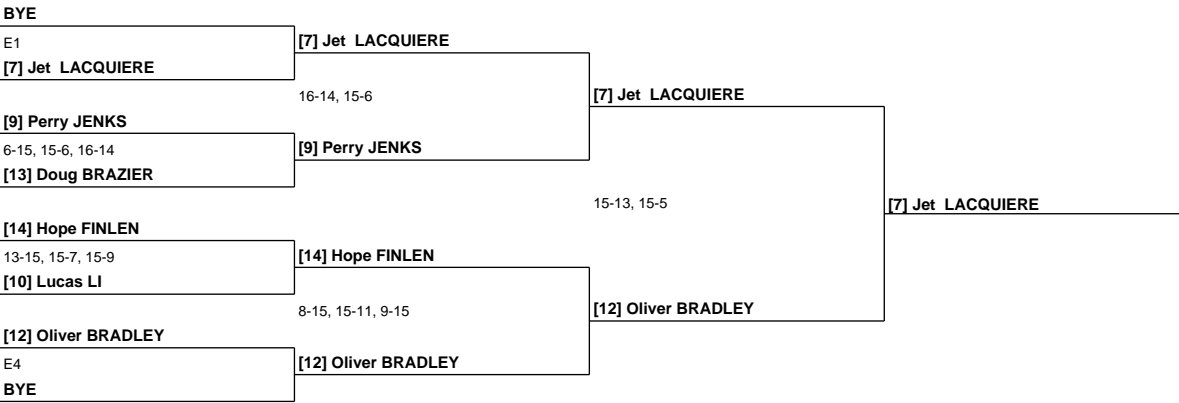 BYE
E1
[7] Jet LACQUIERE
[7] Jet LACQUIERE
16-14, 15-6
[9] Perry JENKS
6-15, 15-6, 16-14
[13] Doug BRAZIER
[9] Perry JENKS
[7] Jet LACQUIERE
15-13, 15-5
[7] Jet LACQUIERE
[14] Hope FINLEN
13-15, 15-7, 15-9
[10] Lucas LI
[14] Hope FINLEN
8-15, 15-11, 9-15
[12] Oliver BRADLEY
[12] Oliver BRADLEY
E4
BYE
[12] Oliver BRADLEY